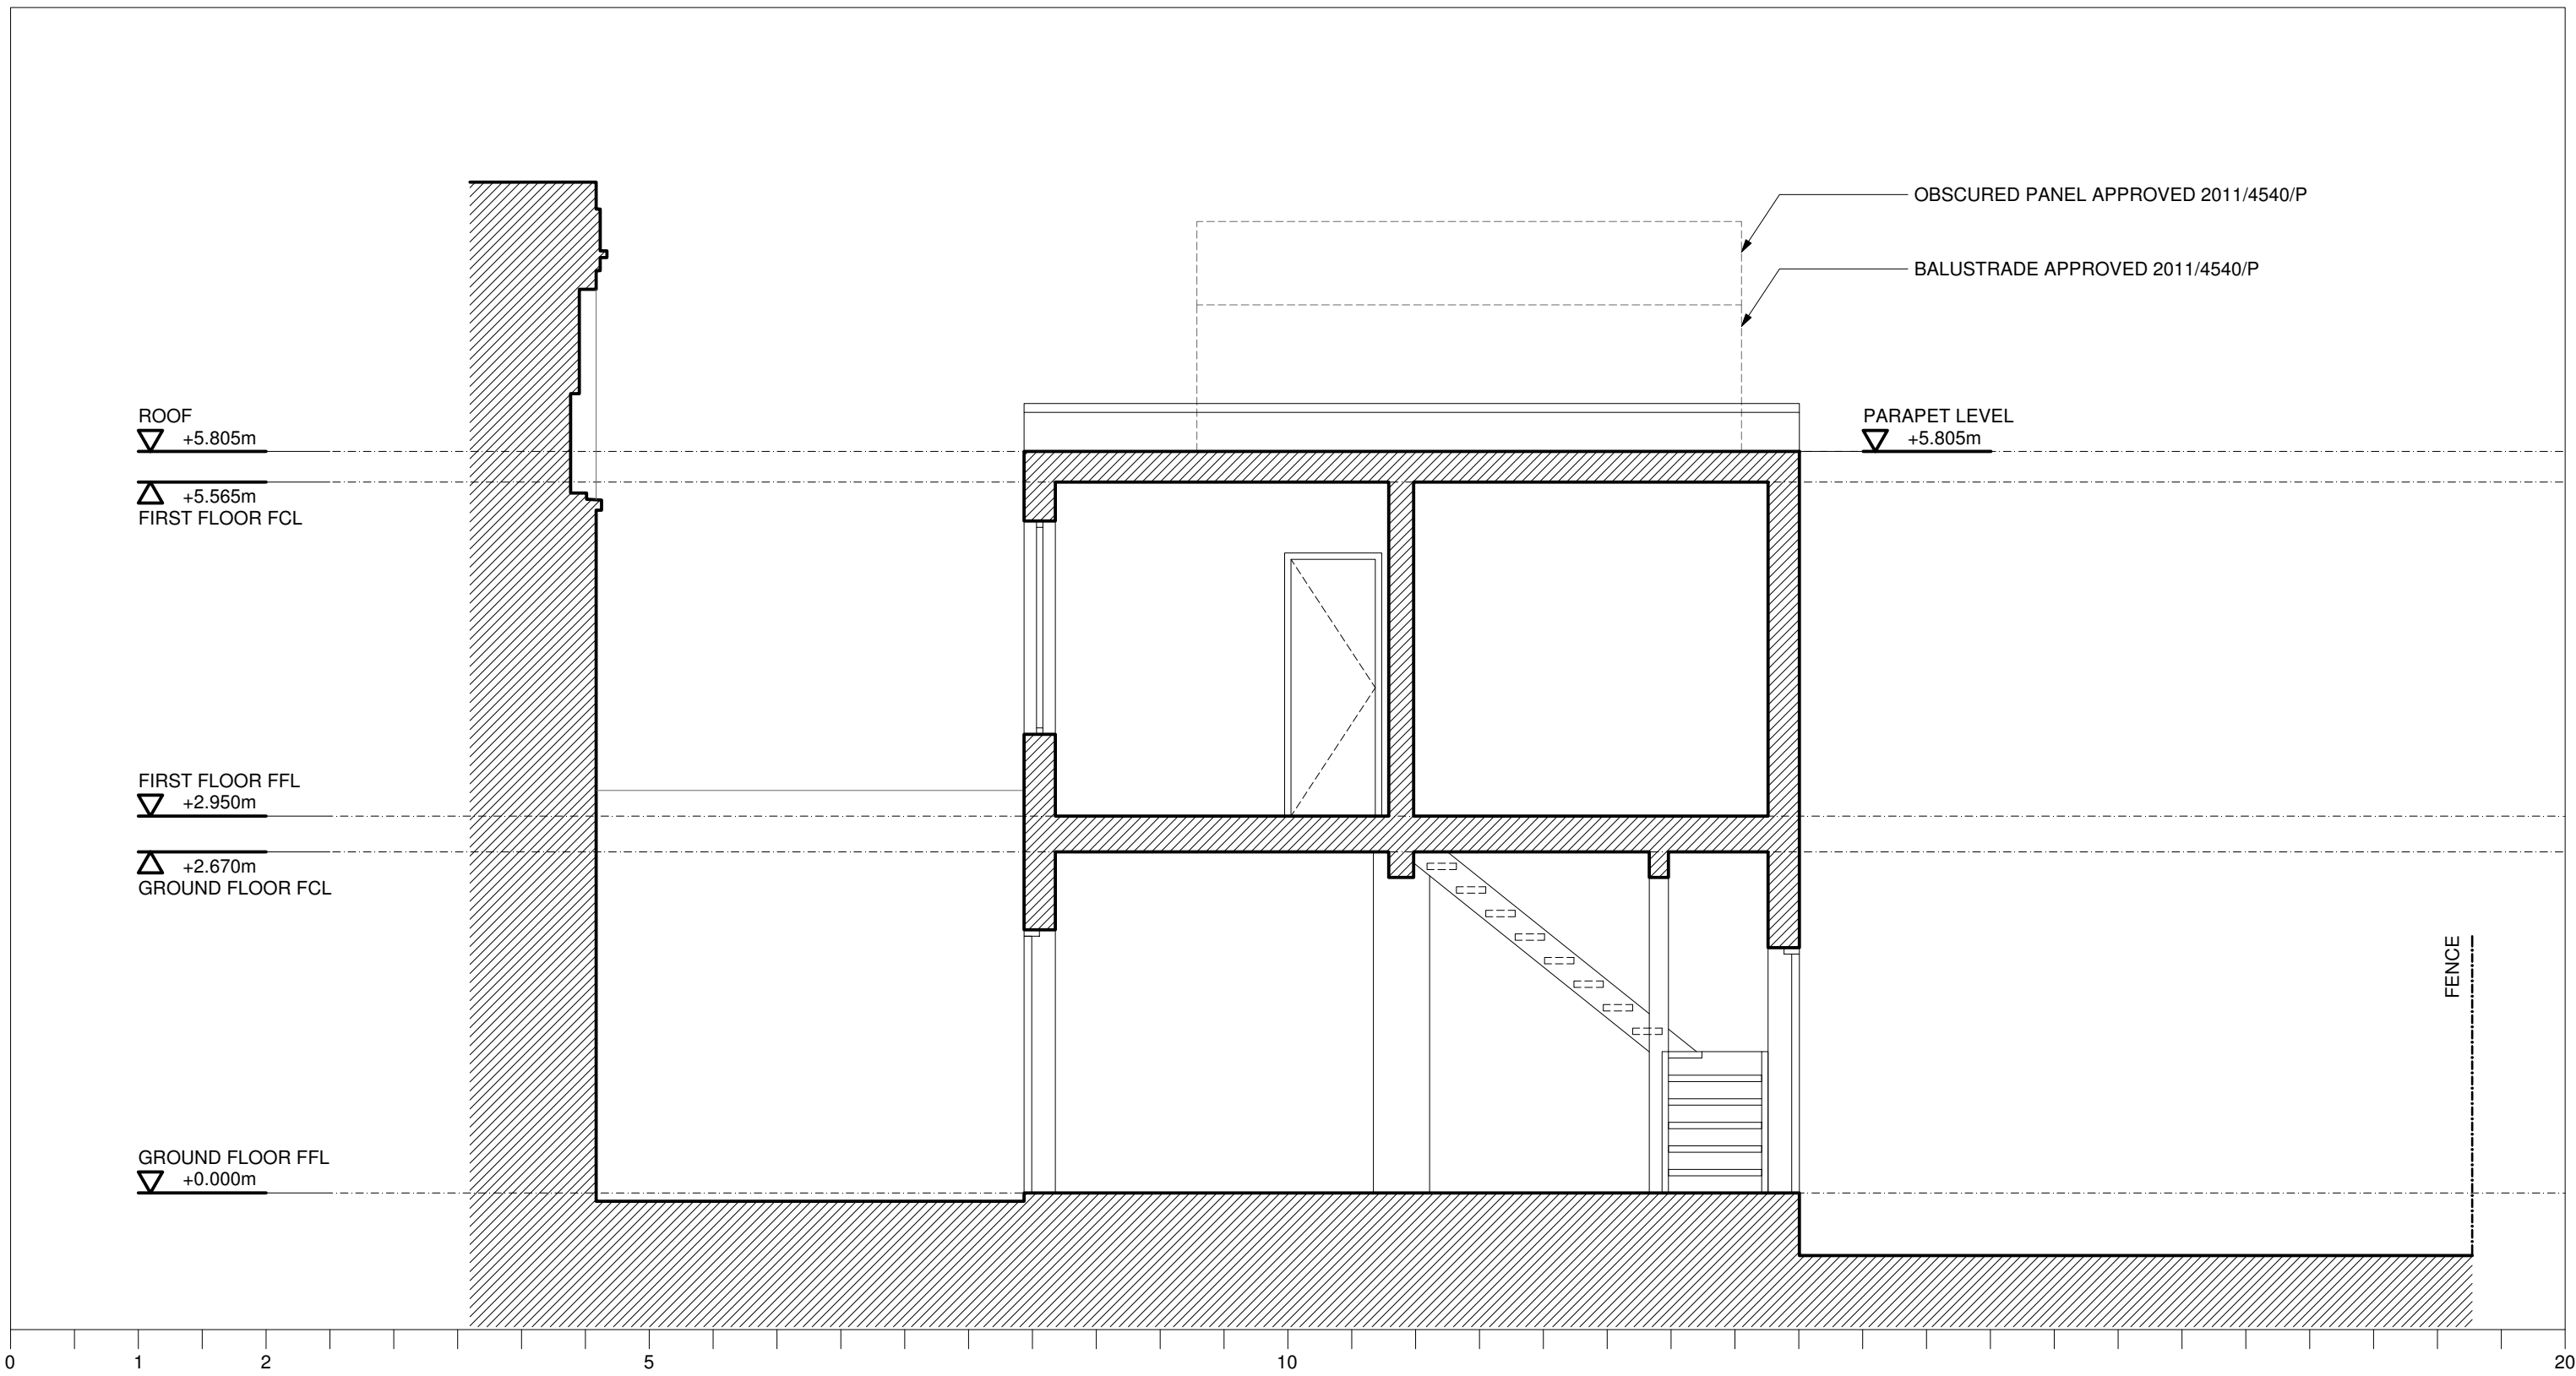 OBSCURED PANEL APPROVED 2011/4540/P
BALUSTRADE APPROVED 2011/4540/P
ROOF
+5.805m
PARAPET LEVEL
+5.805m
+5.565m
FIRST FLOOR FCL
FIRST FLOOR FFL
+2.950m
+2.670m
GROUND FLOOR FCL
FENCE
GROUND FLOOR FFL
+0.000m
0 1 2 5 10 20